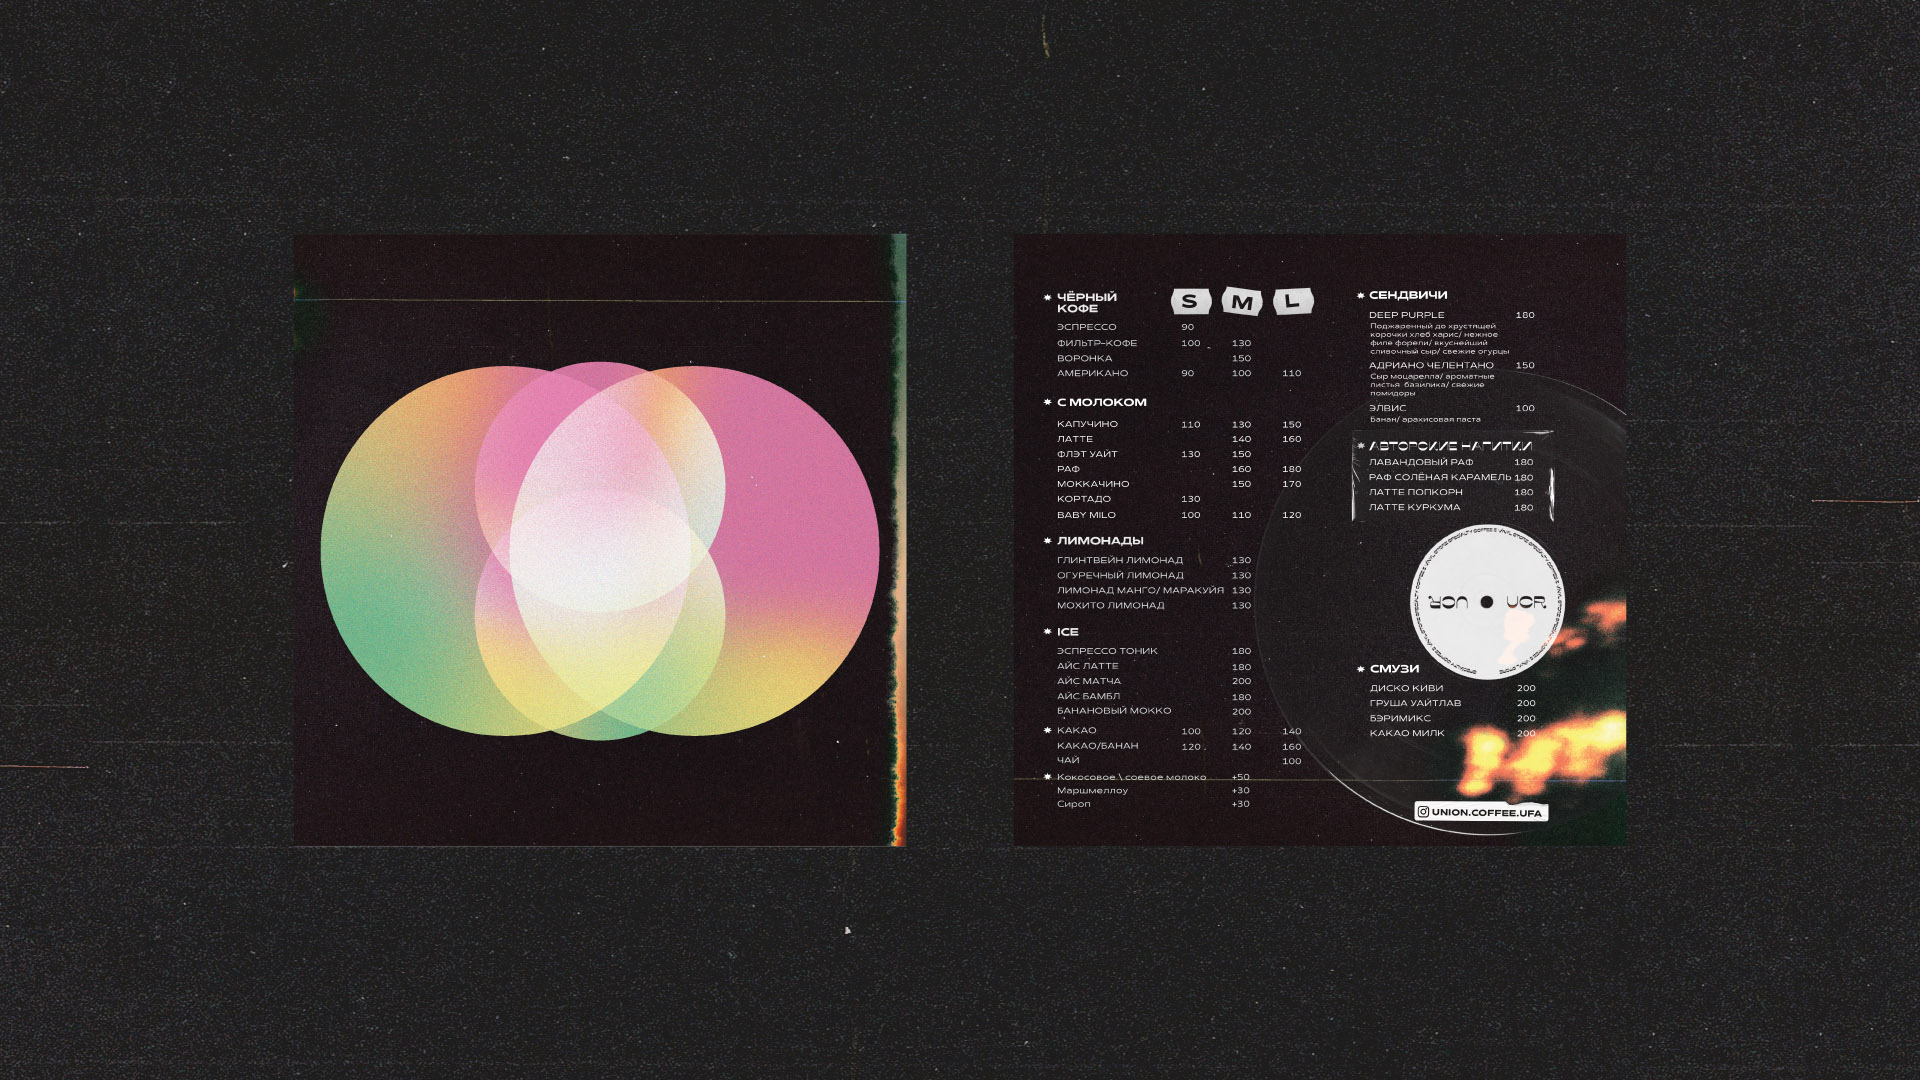 ЧЁРНЫЙ
КОФЕ
S M L
ЭСПРЕССО 90
ФИЛЬТР-КОФЕ 100 130
ВОРОНКА 150
АМЕРИКАНО 90 100 110
С МОЛОКОМ
КАПУЧИНО 110 130 150
ЛАТТЕ 140 160
ФЛЭТ УАЙТ 130 150
РАФ 160 180
МОККАЧИНО 150 170
КОРТАДО 130
BABY MILO 100 110 120
ЛИМОНАДЫ
ГЛИНТВЕЙН ЛИМОНАД 130
ОГУРЕЧНЫЙ ЛИМОНАД 130
ЛИМОНАД МАНГО/ МАРАКУЙЯ 130
МОХИТО ЛИМОНАД 130
ICE
ЭСПРЕССО ТОНИК 180
АЙС ЛАТТЕ 180
АЙС МАТЧА 200
АЙС БАМБЛ 180
БАНАНОВЫЙ МОККО 200
КАКАО 100 120 140
КАКАО/БАНАН 120 140 160
ЧАЙ 100
Кокосовое \ соевое молоко +50
Маршмеллоу +30
Сироп +30
СЕНДВИЧИ
DEEP PURPLE 180
Поджаренный до хрустящей
корочки хлеб харис/ нежное
филе форели/ вкуснейший
сливочный сыр/ свежие огурцы
АДРИАНО ЧЕЛЕНТАНО 150
Сыр моцарелла/ ароматные
листья базилика/ свежие
помидоры
ЭЛВИС 100
Банан/ арахисовая паста
АВТОРСКИЕ НАПИТКИ
ЛАВАНДОВЫЙ РАФ 180
РАФ СОЛЁНАЯ КАРАМЕЛЬ 180
ЛАТТЕ ПОПКОРН 180
ЛАТТЕ КУРКУМА 180
СМУЗИ
ДИСКО КИВИ 200
ГРУША УАЙТЛАВ 200
БЭРИМИКС 200
КАКАО МИЛК 200
UNION.COFFEE.UFA